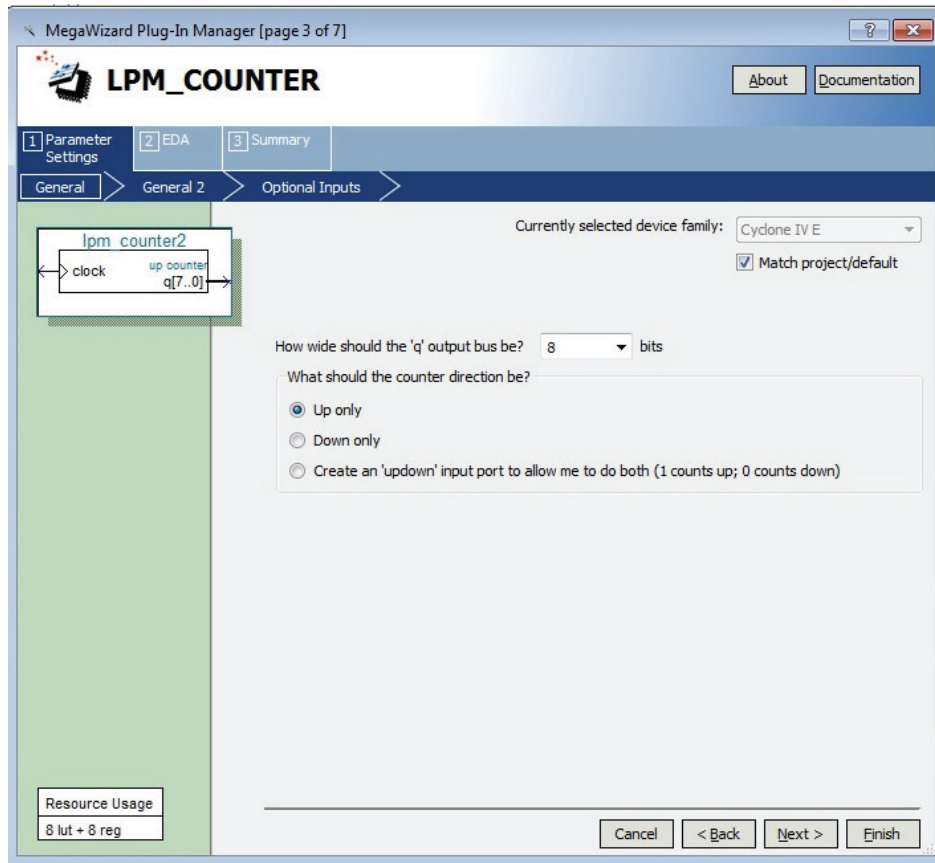 MegaWizard Plug-In Manager [page 3 of 7]
LPM_COUNTER
About Documentation
1 Parameter Settings
2 EDA
3 Summary
General General 2 Optional Inputs
Currently selected device family: Cyclone IV E
Match project/default
lpm_counter2
clock
up counter
q[7..0]
How wide should the 'q' output bus be? 8 bits
What should the counter direction be?
Up only
Down only
Create an 'updown' input port to allow me to do both (1 counts up; 0 counts down)
Resource Usage
8 lut + 8 reg
Cancel < Back Next > Finish